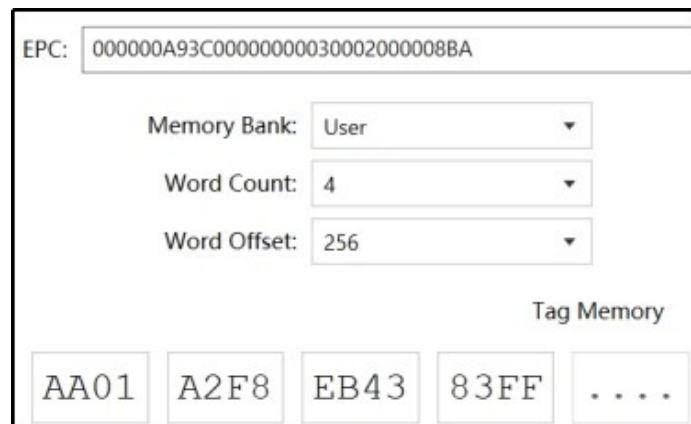 EPC: 000000A93C00000000030002000008BA
Memory Bank: User
Word Count: 4
Word Offset: 256
Tag Memory
AA01 A2F8 EB43 83FF ....